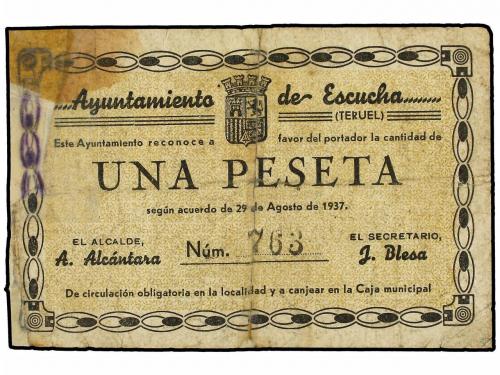 Ayuntamiento de Escucha
(TERUEL)
Este Ayuntamiento reconoce a favor del portador la cantidad de
UNA PESETA
según acuerdo de 29 de Agosto de 1937.
EL ALCALDE,
A. Alcántara
Núm. 763
EL SECRETARIO,
J. Blesa
De circulación obligatoria en la localidad y a canjear en la Caja municipal